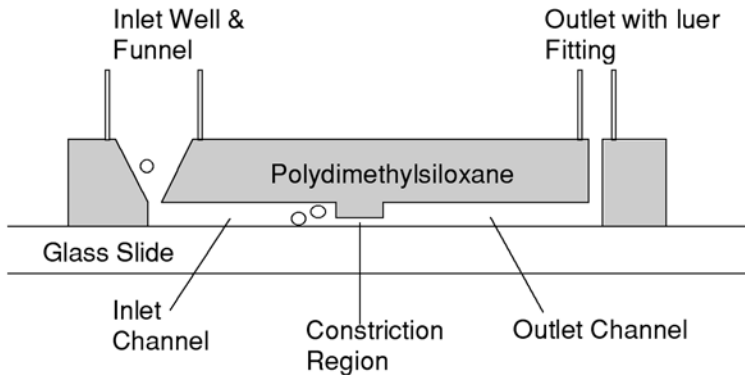 Inlet Well &
Funnel
Outlet with luer
Fitting
Polydimethylsiloxane
Glass Slide
Inlet
Channel
Constriction
Region
Outlet Channel